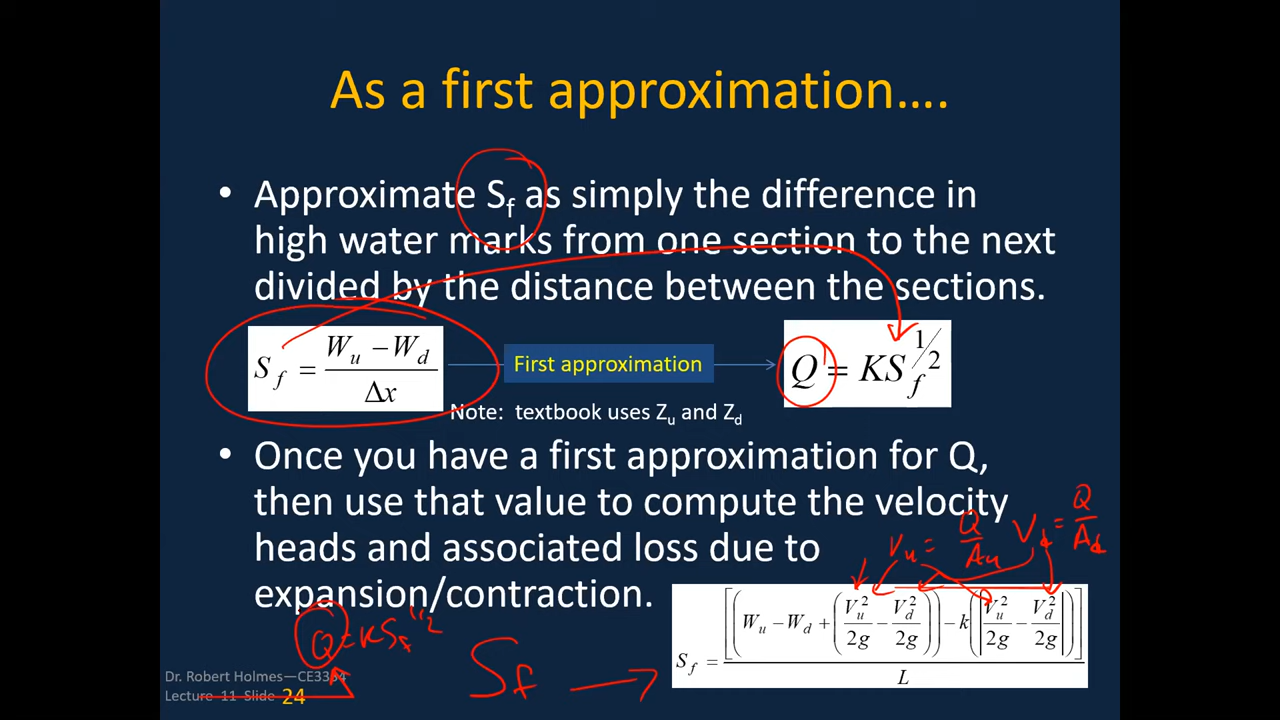 As a first approximation….
• Approximate S_f as simply the difference in
high water marks from one section to the next
divided by the distance between the sections.
S_f = (W_u − W_d) / Δx
First approximation
Q = KS_f^{1/2}
Note: textbook uses Z_u and Z_d
• Once you have a first approximation for Q,
then use that value to compute the velocity
heads and associated loss due to
expansion/contraction.
V_u = Q/A_u
V_d = Q/A_d
S_f = [(W_u − W_d + (V_u²/2g − V_d²/2g)) − k(|V_u²/2g − V_d²/2g|)] / L
Q = KS_f^{1/2}
S_f
Dr. Robert Holmes—CE3334
Lecture 11 Slide 24